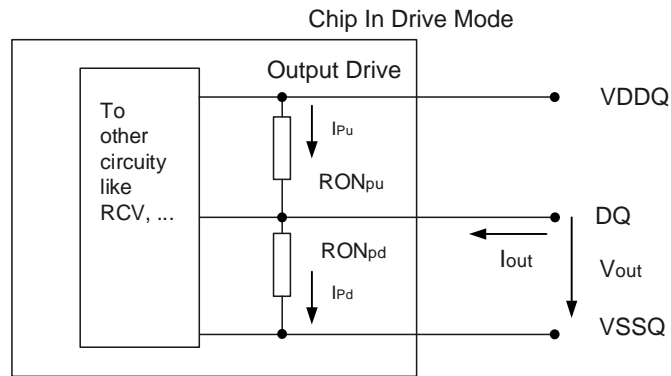 Chip In Drive Mode
Output Drive
To
other
circuity
like
RCV, ...
IPu
RONpu
RONpd
IPd
VDDQ
DQ
Iout
Vout
VSSQ